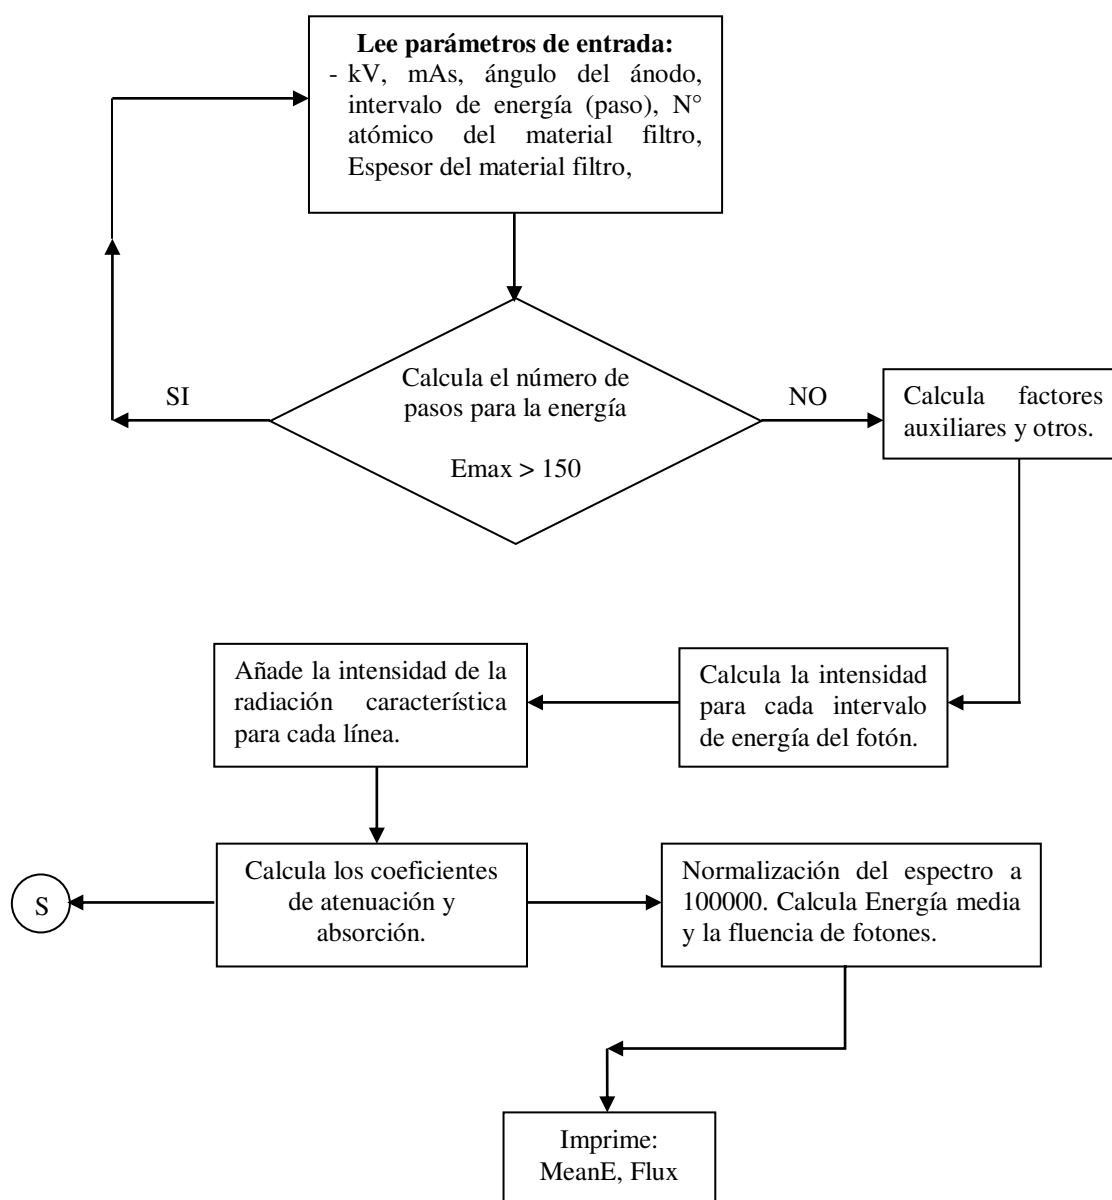 Lee parámetros de entrada:
- kV, mAs, ángulo del ánodo,
intervalo de energía (paso), N°
atómico del material filtro,
Espesor del material filtro,
Calcula el número de
pasos para la energía
Emax > 150
SI
NO
Calcula factores
auxiliares y otros.
Calcula la intensidad
para cada intervalo
de energía del fotón.
Añade la intensidad de la
radiación característica
para cada línea.
Calcula los coeficientes
de atenuación y
absorción.
S
Normalización del espectro a
100000. Calcula Energía media
y la fluencia de fotones.
Imprime:
MeanE, Flux